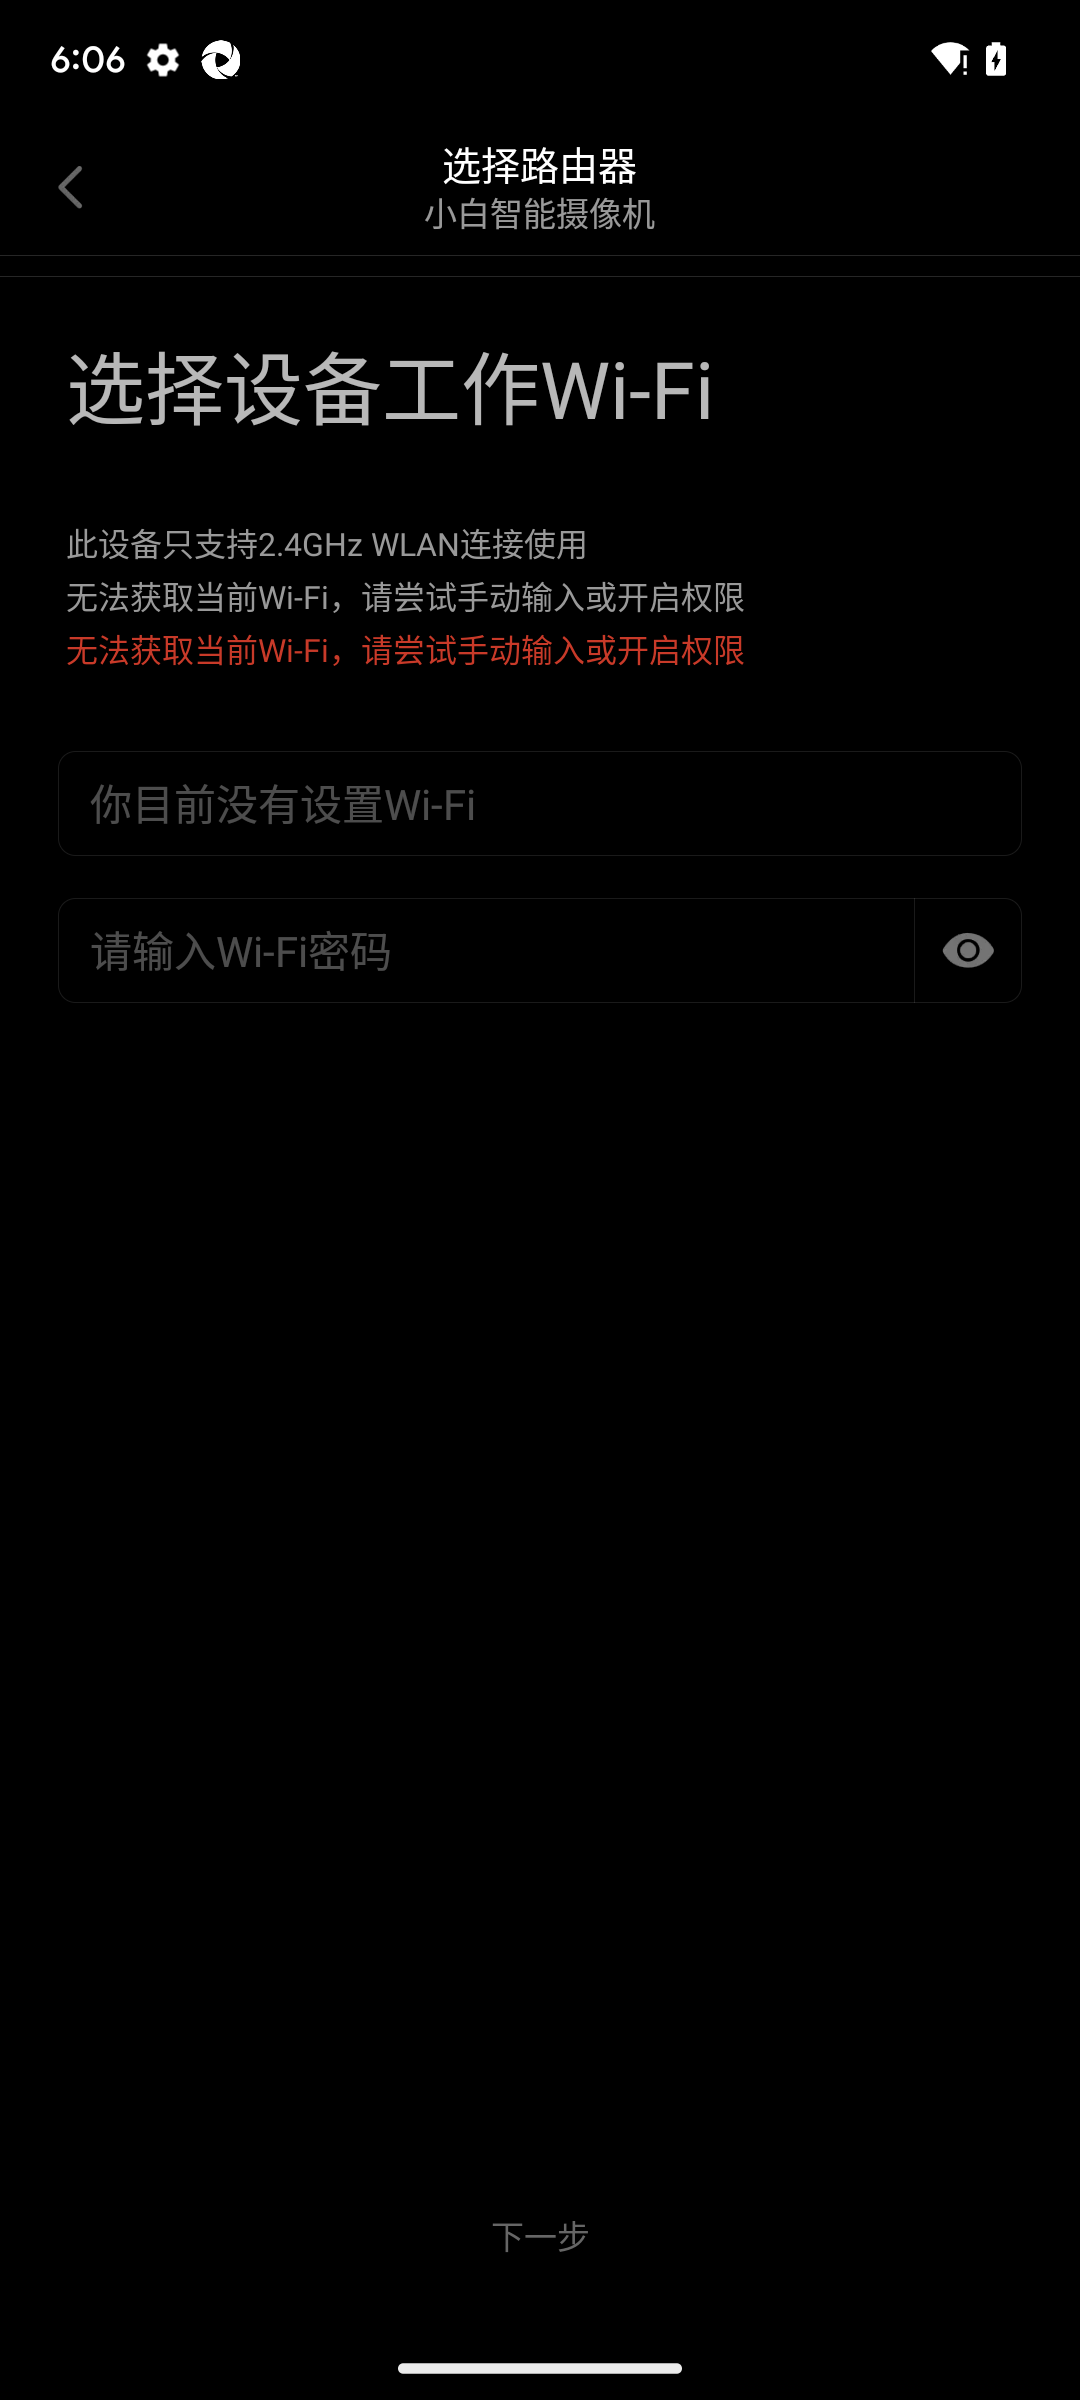 6:06
选择路由器
小白智能摄像机
选择设备工作Wi-Fi
此设备只支持2.4GHz WLAN连接使用
无法获取当前Wi-Fi，请尝试手动输入或开启权限
无法获取当前Wi-Fi，请尝试手动输入或开启权限
你目前没有设置Wi-Fi
请输入Wi-Fi密码
下一步